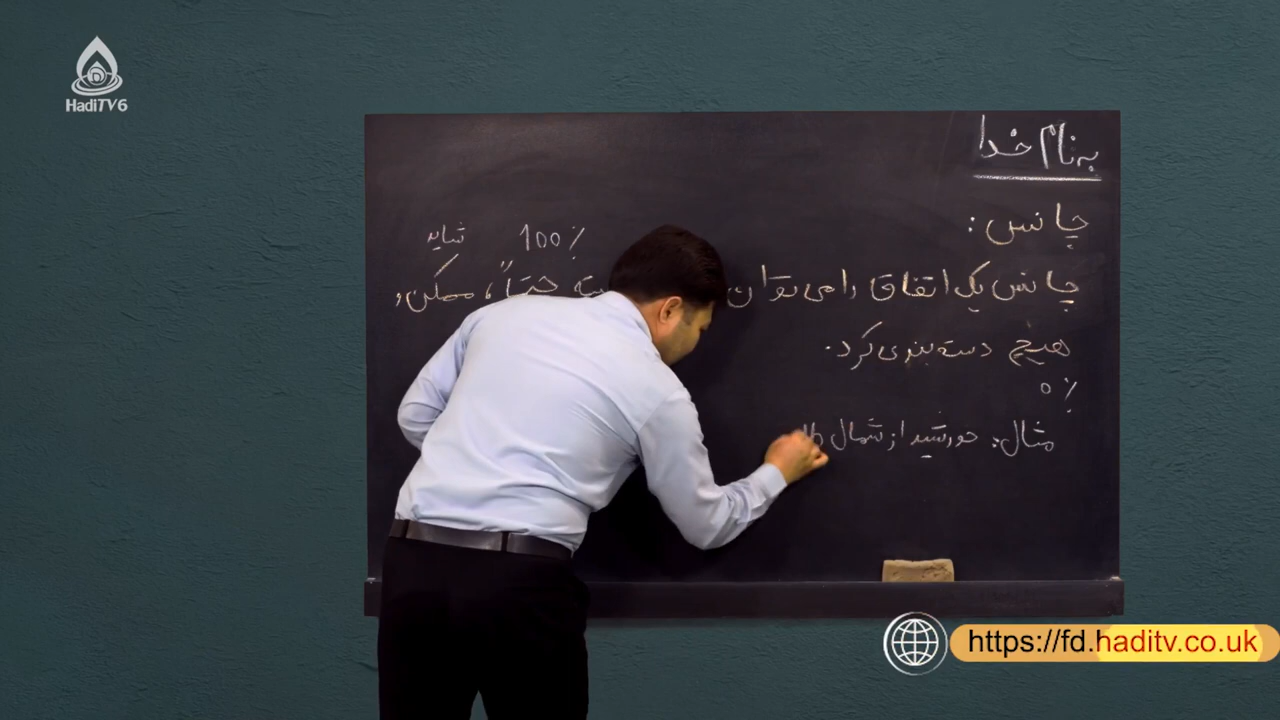 HadiTV6
به نام خدا
چانس :
شاید 100٪
چانس یک اتفاق را می توان حتماً، ممکن و
هیچ دسته بندی کرد.
0٪
مثال: خورشید از شمال
https://fd.haditv.co.uk